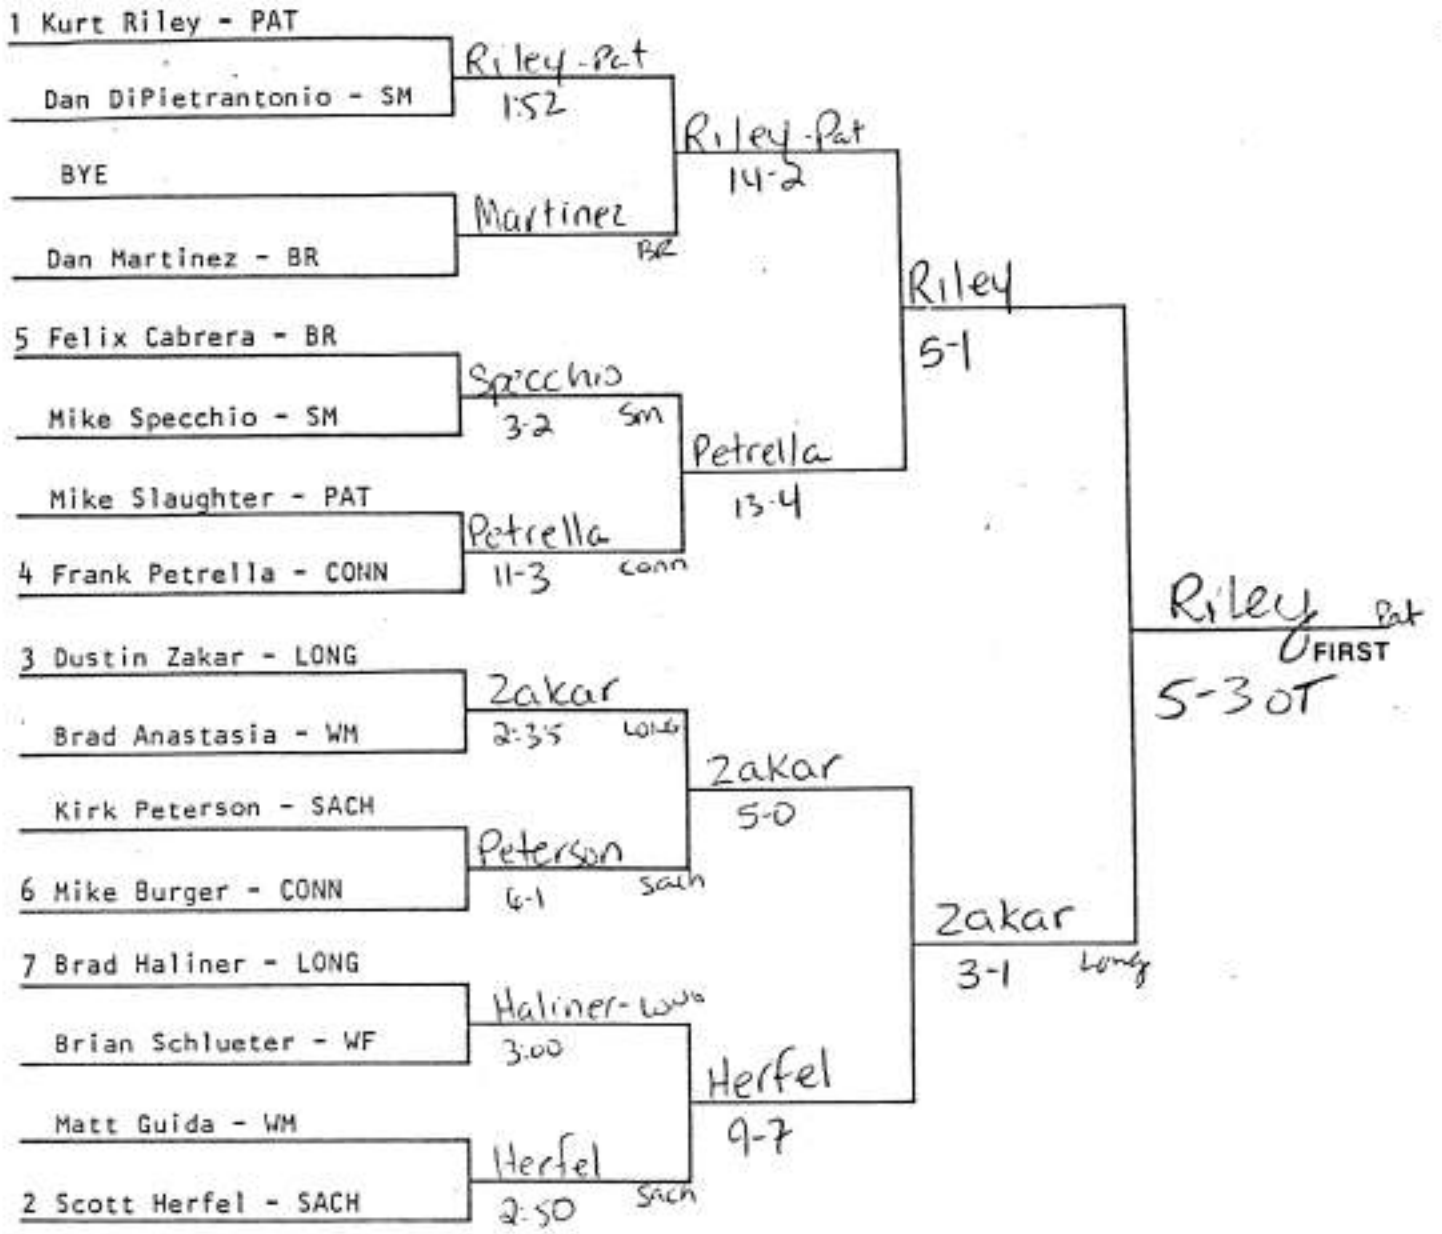 1 Kurt Riley - PAT
Riley - Pat
Dan DiPietrantonio - SM
1:52
Riley - Pat
14-2
BYE
Martinez
BR
Dan Martinez - BR
Riley
5-1
5 Felix Cabrera - BR
Specchio
3-2 Sm
Mike Specchio - SM
Petrella
13-4
Mike Slaughter - PAT
Petrella
11-3 Conn
4 Frank Petrella - CONN
Riley Pat
FIRST
5-3 OT
3 Dustin Zakar - LONG
Zakar
2:35 LONG
Brad Anastasia - WM
Zakar
5-0
Kirk Peterson - SACH
Peterson
Sach
6 Mike Burger - CONN
Zakar
3-1 Long
7 Brad Haliner - LONG
Haliner-
3:00
Brian Schlueter - WF
Herfel
9-7
Matt Guida - WM
Herfel
2:50 Sach
2 Scott Herfel - SACH